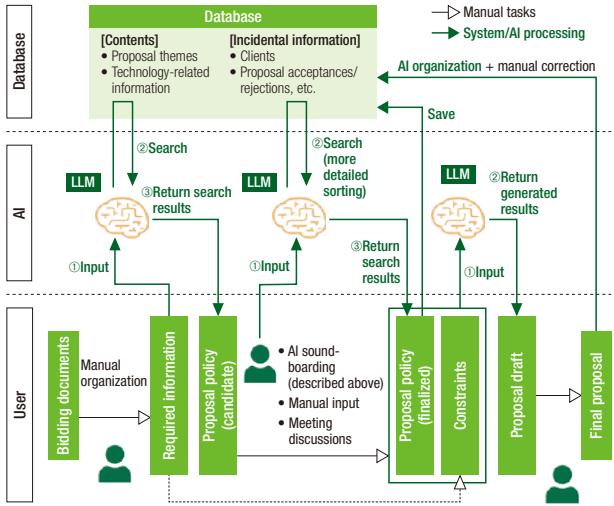 Database
Manual tasks
System/AI processing
[Contents]
• Proposal themes
• Technology-related
information
[Incidental information]
• Clients
• Proposal acceptances/
rejections, etc.
AI organization + manual correction
Save
Database
②Search
②Search
(more
detailed
sorting)
LLM
LLM
LLM
②Return
generated
results
③Return search
results
③Return
search
results
①Input
①Input
①Input
AI
Bidding documents
Manual
organization
Required information
Proposal policy
(candidate)
• AI sound-
boarding
(described above)
• Manual input
• Meeting
discussions
Proposal policy
(finalized)
Constraints
Proposal draft
Final proposal
User